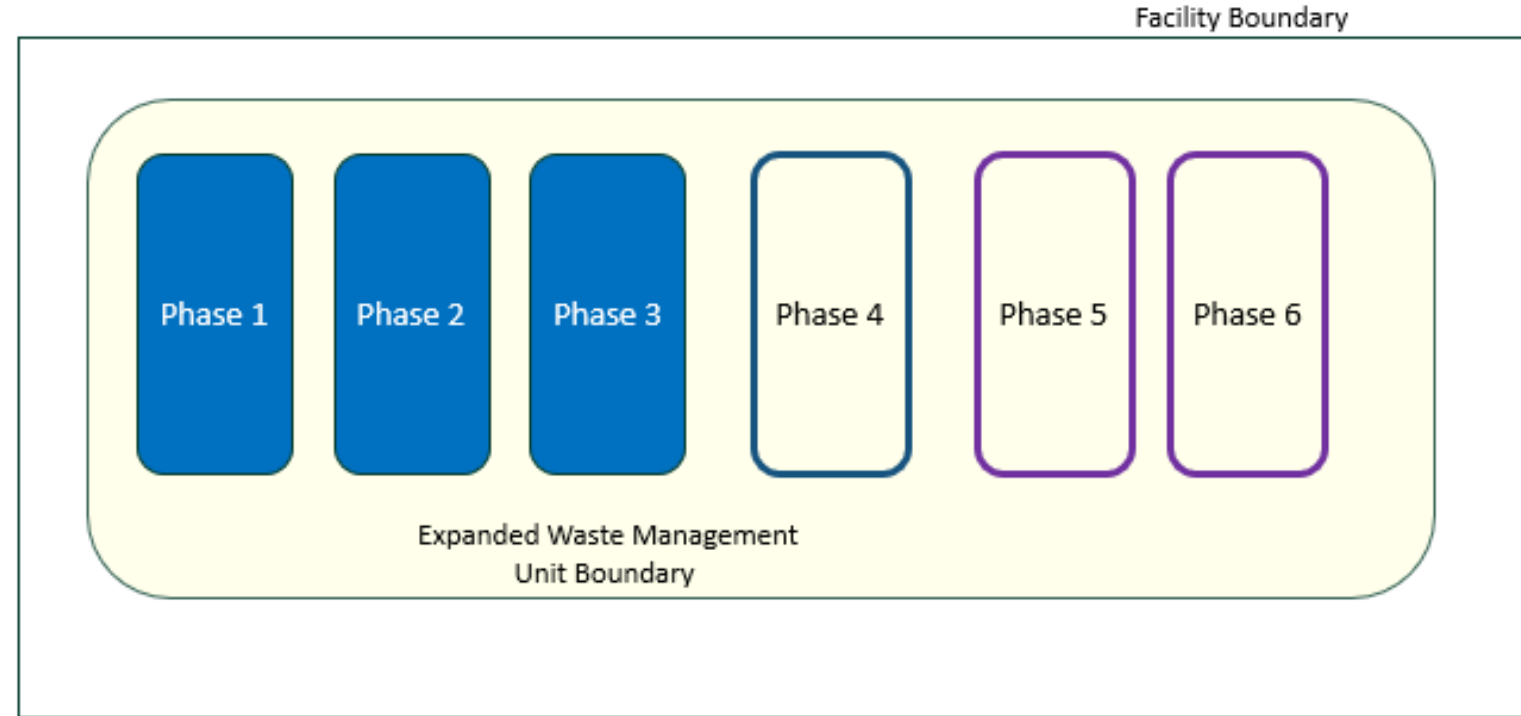 Facility Boundary
Phase 1
Phase 2
Phase 3
Phase 4
Phase 5
Phase 6
Expanded Waste Management
Unit Boundary